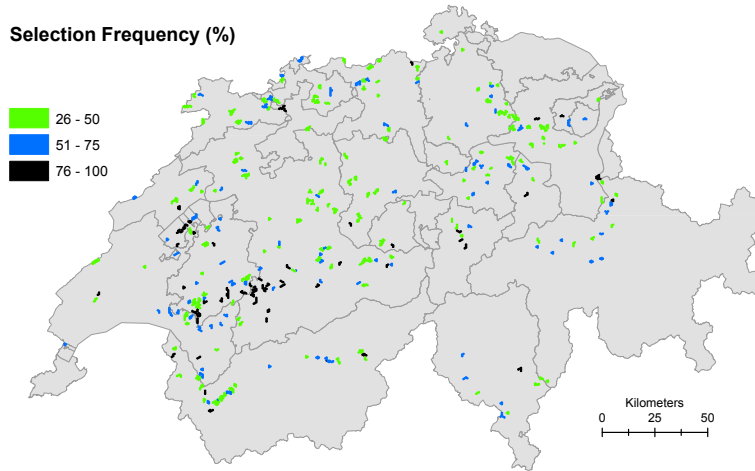 Selection Frequency (%)
26 - 50
51 - 75
76 - 100
Kilometers
0 25 50